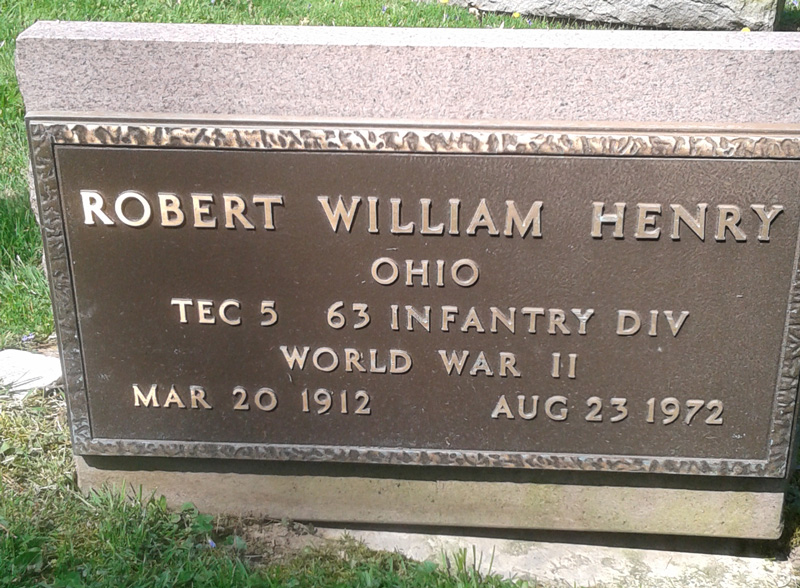 ROBERT WILLIAM HENRY
OHIO
TEC 5 63 INFANTRY DIV
WORLD WAR II
MAR 20 1912 AUG 23 1972